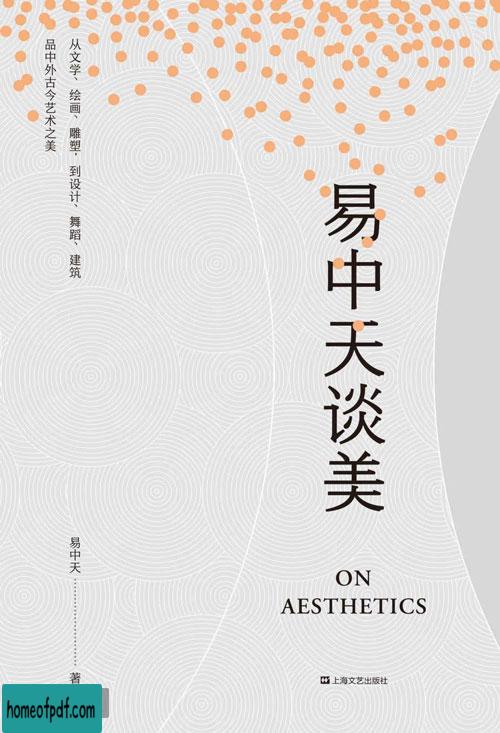 从文学、绘画、雕塑，到设计、舞蹈、建筑
品中外古今艺术之美
易中天谈美
ON
AESTHETICS
易中天
著
上海文艺出版社
homeofpdf.com